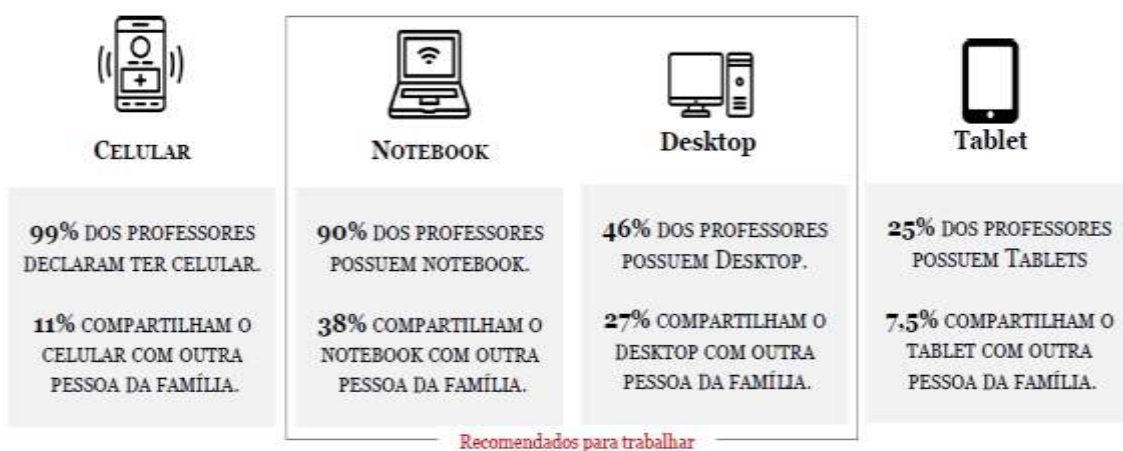 CELULAR
99% DOS PROFESSORES
DECLARAM TER CELULAR.
11% COMPARTILHAM O
CELULAR COM OUTRA
PESSOA DA FAMÍLIA.
NOTEBOOK
90% DOS PROFESSORES
POSSUEM NOTEBOOK.
38% COMPARTILHAM O
NOTEBOOK COM OUTRA
PESSOA DA FAMÍLIA.
Desktop
46% DOS PROFESSORES
POSSUEM DESKTOP.
27% COMPARTILHAM O
DESKTOP COM OUTRA
PESSOA DA FAMÍLIA.
Tablet
25% DOS PROFESSORES
POSSUEM TABLETS
7,5% COMPARTILHAM O
TABLET COM OUTRA
PESSOA DA FAMÍLIA.
Recomendados para trabalhar